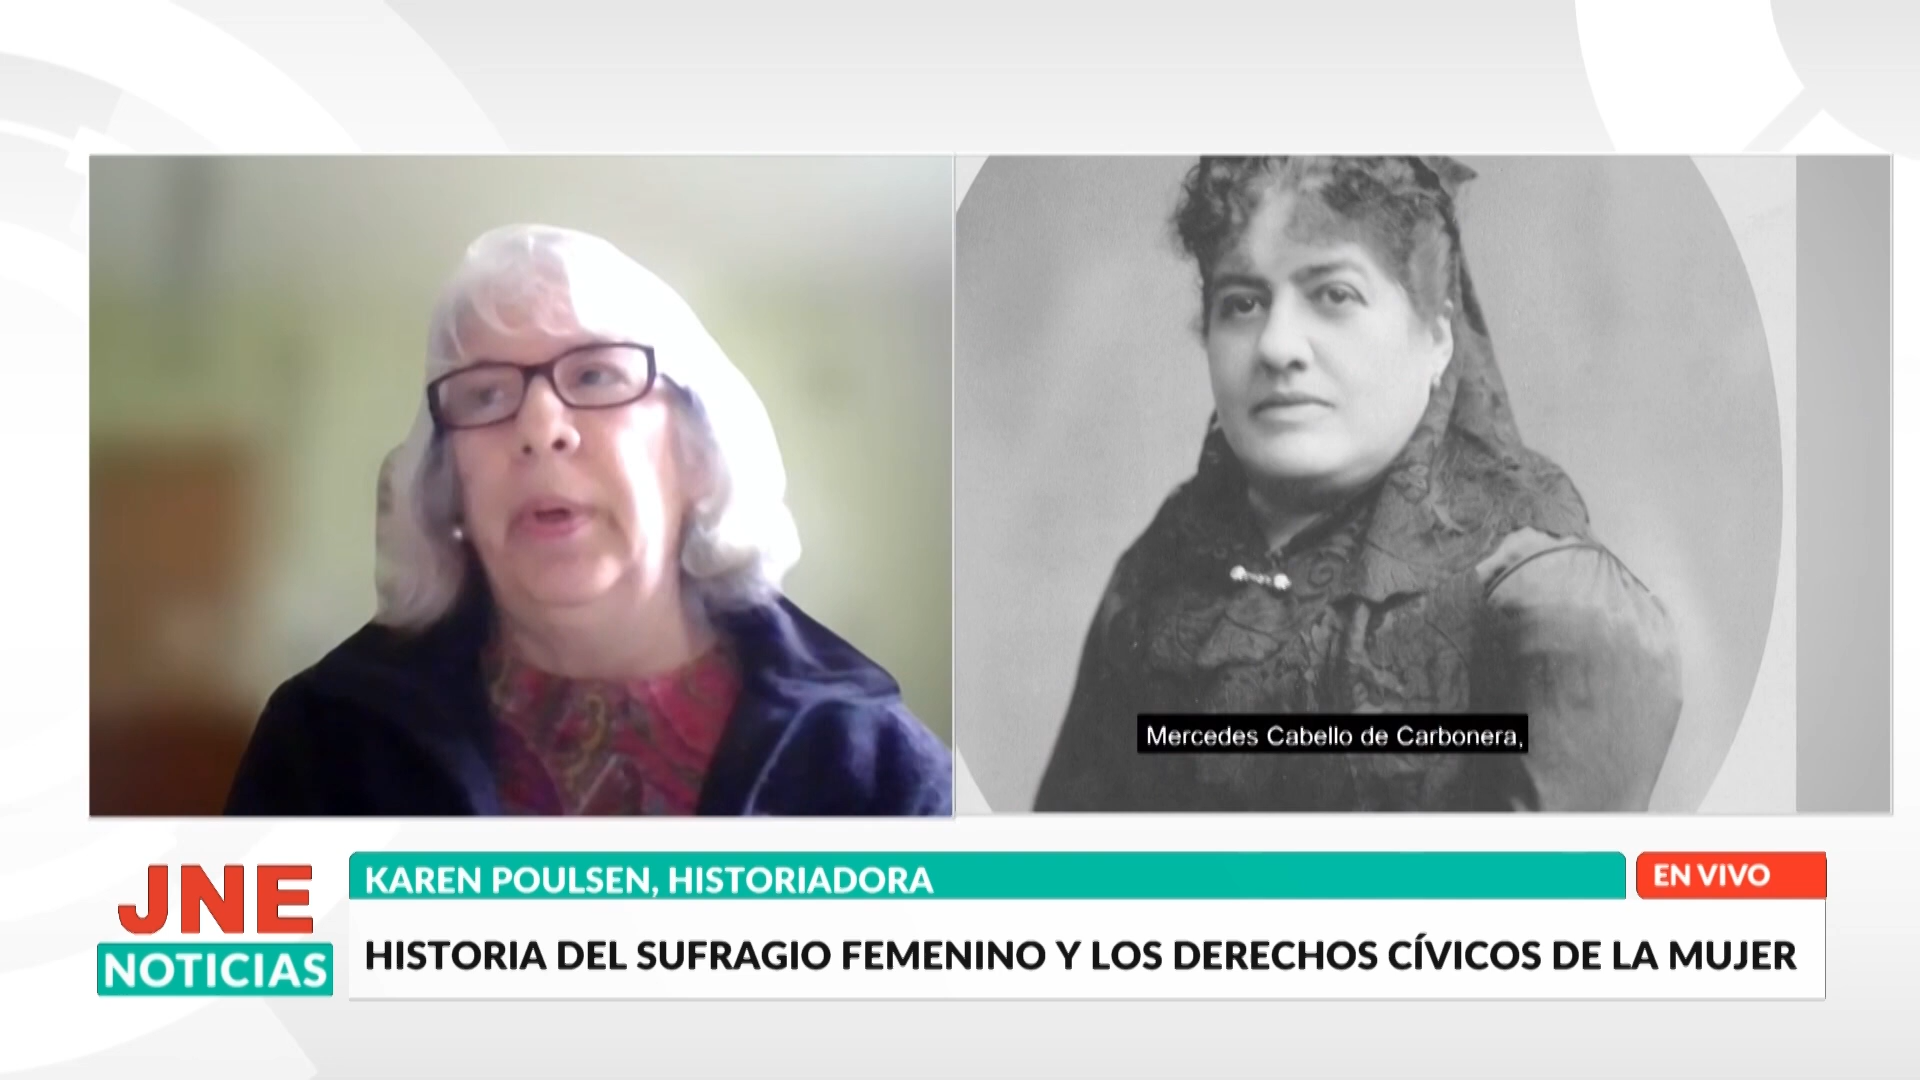 Mercedes Cabello de Carbonera,
JNE
NOTICIAS
KAREN POULSEN, HISTORIADORA
EN VIVO
HISTORIA DEL SUFRAGIO FEMENINO Y LOS DERECHOS CÍVICOS DE LA MUJER